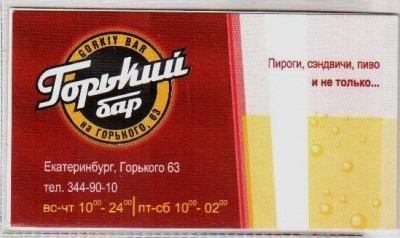 GORKIY BAR
Горький
бар
на ГОРЬКОГО, 63
Пироги, сэндвичи, пиво
и не только...
Екатеринбург, Горького 63
тел. 344-90-10
вс-чт 10⁰⁰- 24⁰⁰|пт-сб 10⁰⁰- 02⁰⁰